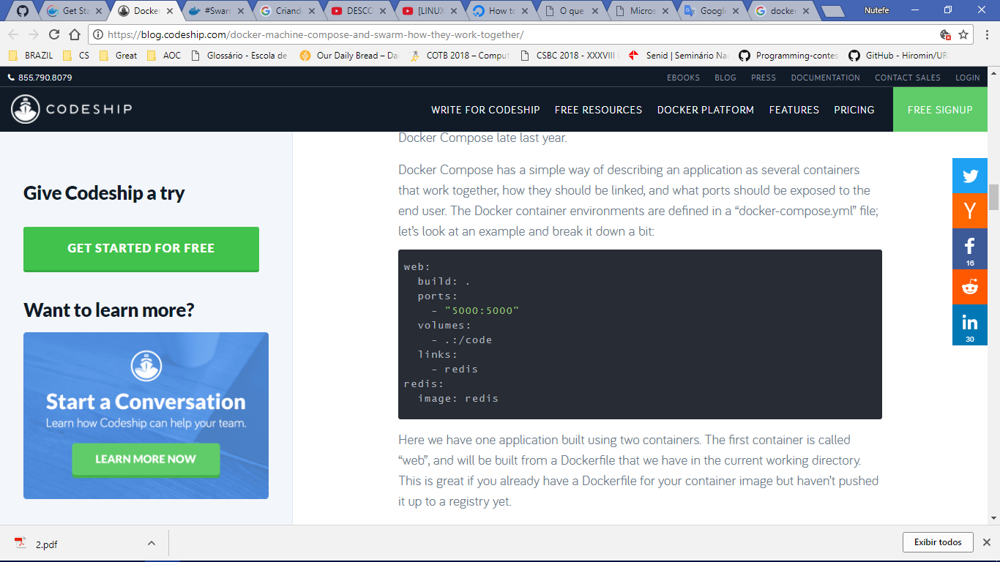 Get Sta
Docker
#Swarm
Criand
DESCO
[LINUX
How to
O que
Micros
Google
docke
Nutefe
https://blog.codeship.com/docker-machine-compose-and-swarm-how-they-work-together/
BRAZIL
CS
Great
AOC
Glossário - Escola de
Our Daily Bread – Da
COTB 2018 – Comput
CSBC 2018 - XXXVIII
Senid | Seminário Na
Programming-contes
GitHub - Hiromin/UR
855.790.8079
EBOOKS
BLOG
PRESS
DOCUMENTATION
CONTACT SALES
LOGIN
CODESHIP
WRITE FOR CODESHIP
FREE RESOURCES
DOCKER PLATFORM
FEATURES
PRICING
FREE SIGNUP
Give Codeship a try
GET STARTED FOR FREE
Want to learn more?
Start a Conversation
Learn how Codeship can help your team.
LEARN MORE NOW
Docker Compose late last year.
Docker Compose has a simple way of describing an application as several containers
that work together, how they should be linked, and what ports should be exposed to the
end user. The Docker container environments are defined in a “docker-compose.yml” file;
let’s look at an example and break it down a bit:
web:
  build: .
  ports:
    - "5000:5000"
  volumes:
    - .:/code
  links:
    - redis
redis:
  image: redis
Here we have one application built using two containers. The first container is called
“web”, and will be built from a Dockerfile that we have in the current working directory.
This is great if you already have a Dockerfile for your container image but haven’t pushed
it up to a registry yet.
16
30
2.pdf
Exibir todos